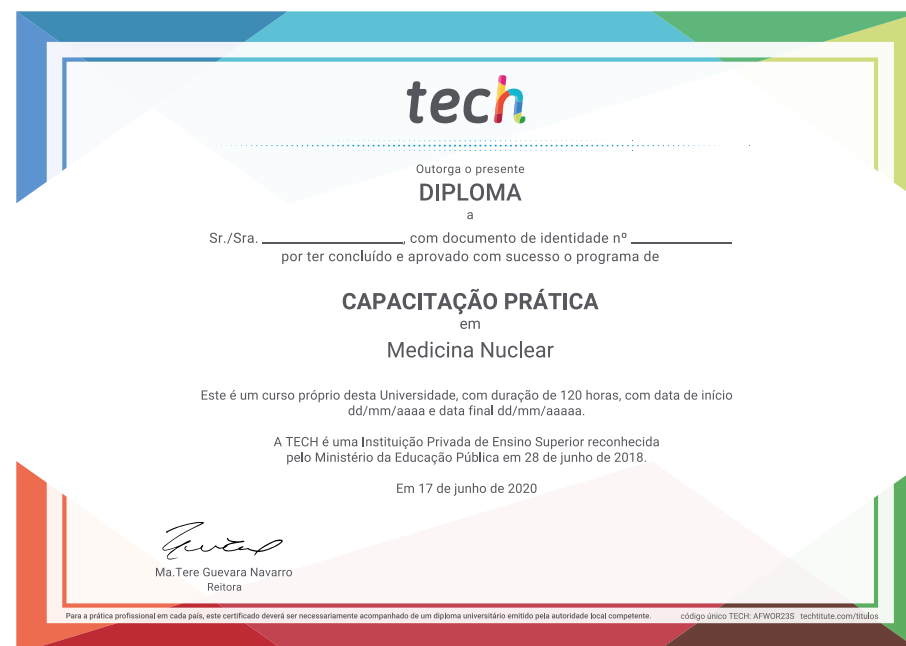 tech
Outorga o presente
DIPLOMA
a
Sr./Sra. ____________________, com documento de identidade nº ______________
por ter concluído e aprovado com sucesso o programa de
CAPACITAÇÃO PRÁTICA
em
Medicina Nuclear
Este é um curso próprio desta Universidade, com duração de 120 horas, com data de início
dd/mm/aaaa e data final dd/mm/aaaaa.
A TECH é uma Instituição Privada de Ensino Superior reconhecida
pelo Ministério da Educação Pública em 28 de junho de 2018.
Em 17 de junho de 2020
Ma.Tere Guevara Navarro
Reitora
Para a prática profissional em cada país, este certificado deverá ser necessariamente acompanhado de um diploma universitário emitido pela autoridade local competente. código único TECH: AFWOR23S techtitute.com/titulos